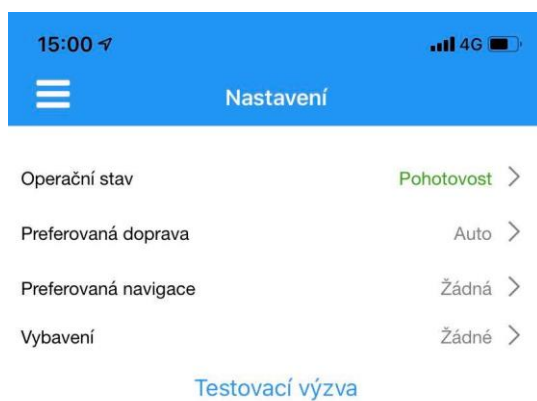 15:00 4G
Nastavení
Operační stav Pohotovost
Preferovaná doprava Auto
Preferovaná navigace Žádná
Vybavení Žádné
Testovací výzva